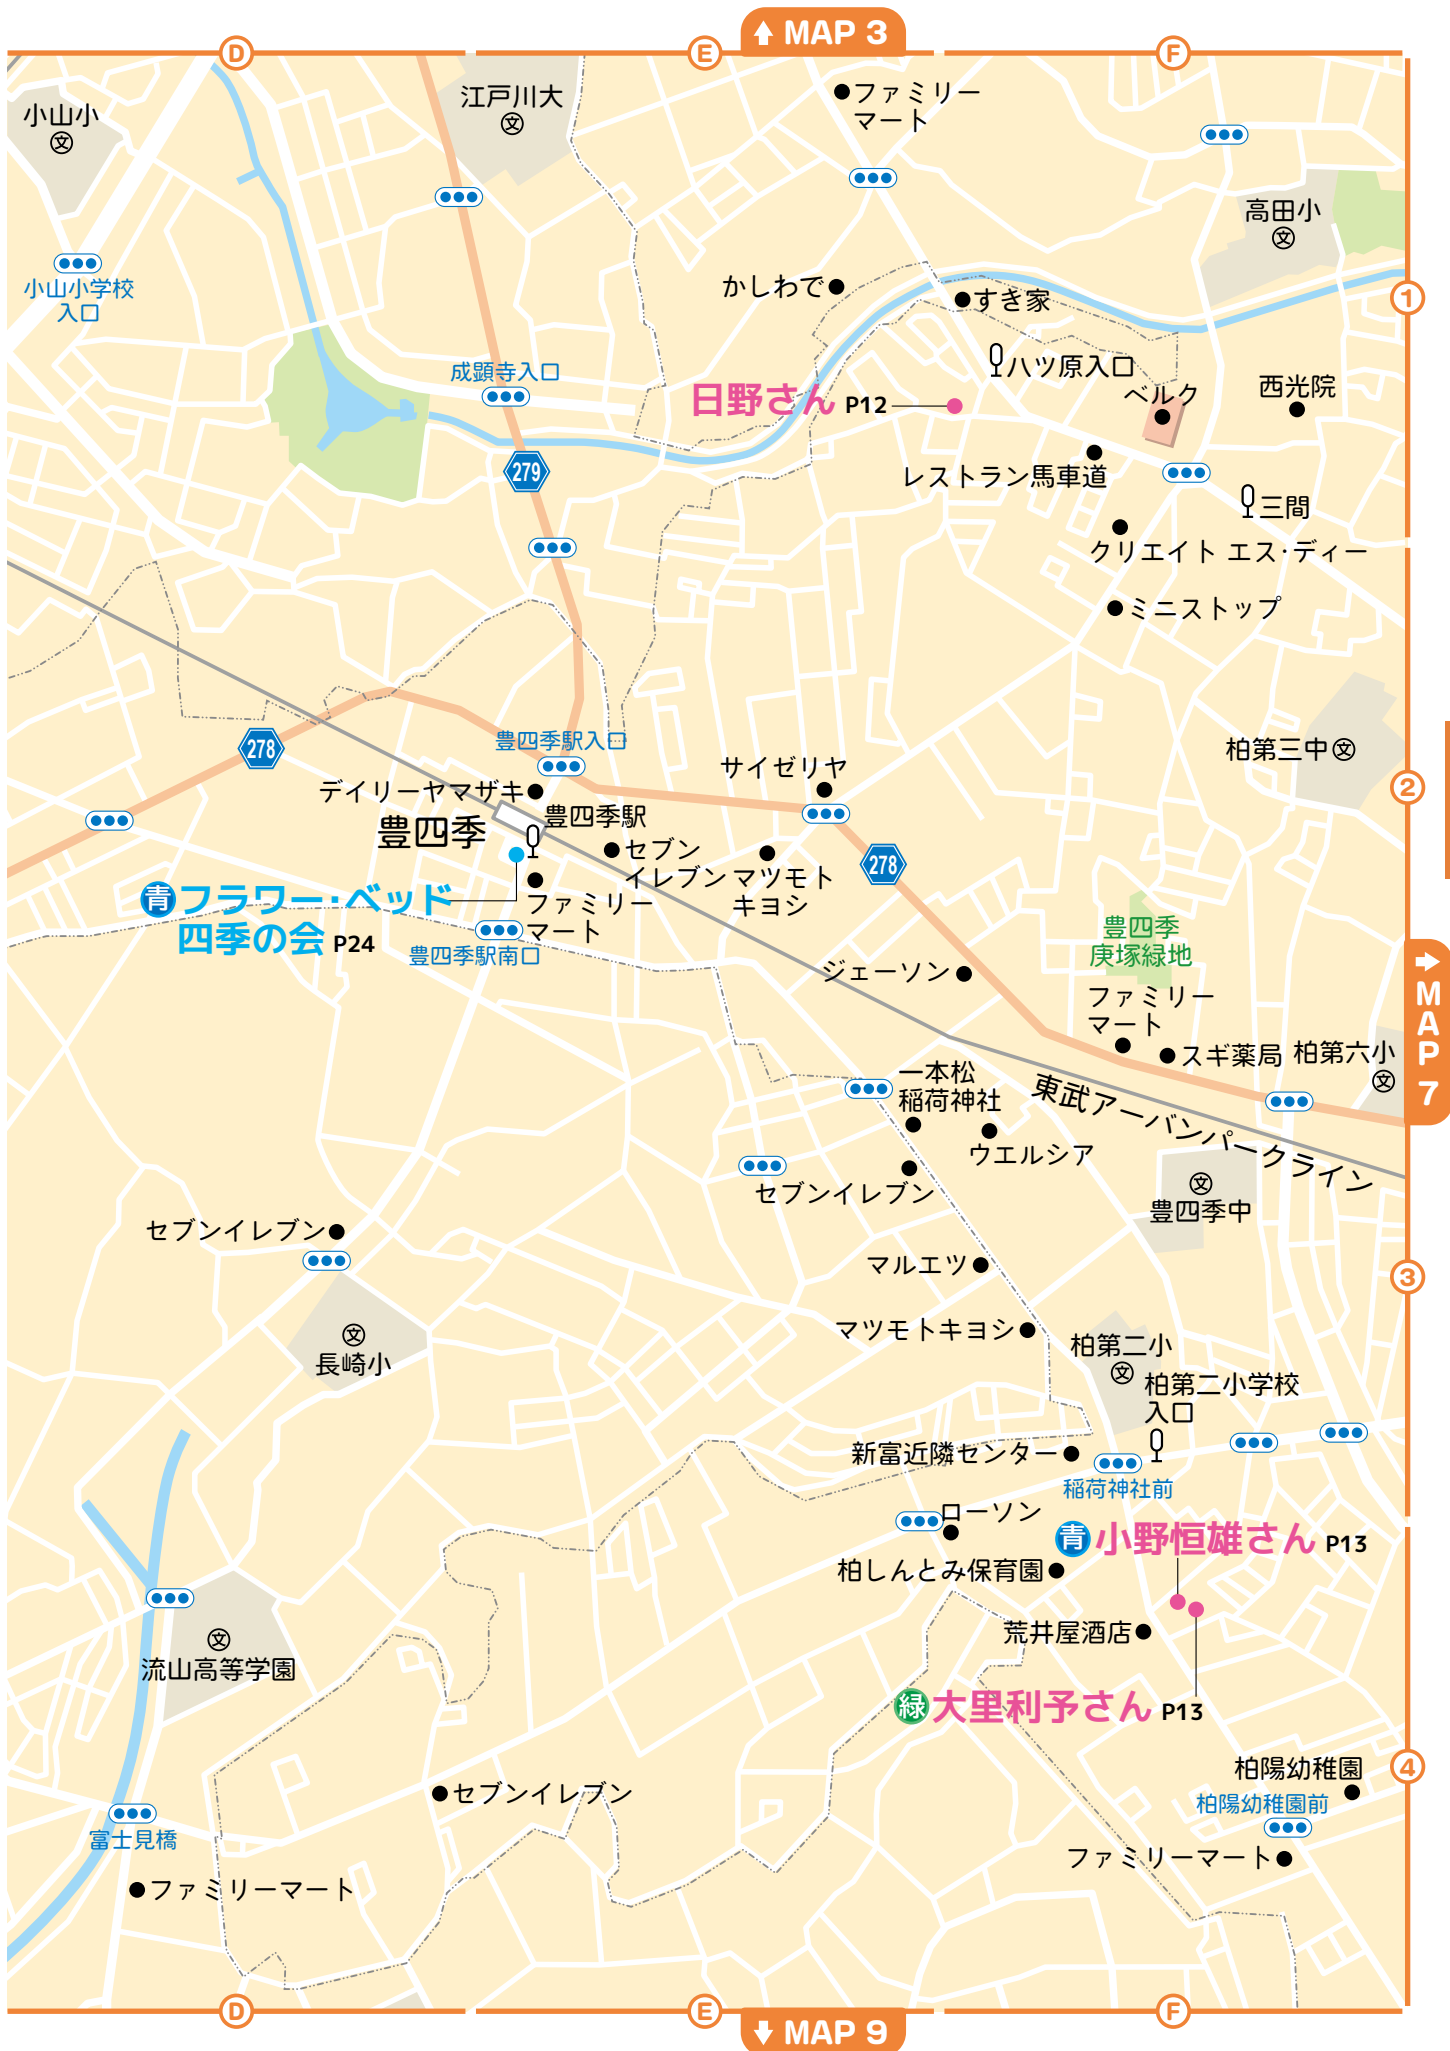 MAP 3
D
E
F
小山小
文
江戸川大
文
ファミリー
マート
高田小
文
小山小学校
入口
かしわで
すき家
1
八ツ原入口
成顕寺入口
日野さん P12
ベルク
西光院
279
レストラン馬車道
三間
クリエイト エス・ディー
ミニストップ
278
豊四季駅入口
サイゼリヤ
柏第三中
文
2
デイリーヤマザキ
豊四季駅
豊四季
セブン
イレブン
マツモト
キヨシ
278
青
フラワー・ベッド
四季の会 P24
ファミリー
マート
豊四季駅南口
豊四季
庚塚緑地
ジェーソン
MAP 7
ファミリー
マート
スギ薬局
柏第六小
文
一本松
稲荷神社
東武アーバンパークライン
ウエルシア
セブンイレブン
文
豊四季中
セブンイレブン
マルエツ
3
文
長崎小
マツモトキヨシ
柏第二小
文
柏第二小学校
入口
新富近隣センター
稲荷神社前
ローソン
青
小野恒雄さん P13
柏しんとみ保育園
荒井屋酒店
文
流山高等学園
緑
大里利予さん P13
4
柏陽幼稚園
セブンイレブン
柏陽幼稚園前
富士見橋
ファミリーマート
ファミリーマート
D
E
F
MAP 9